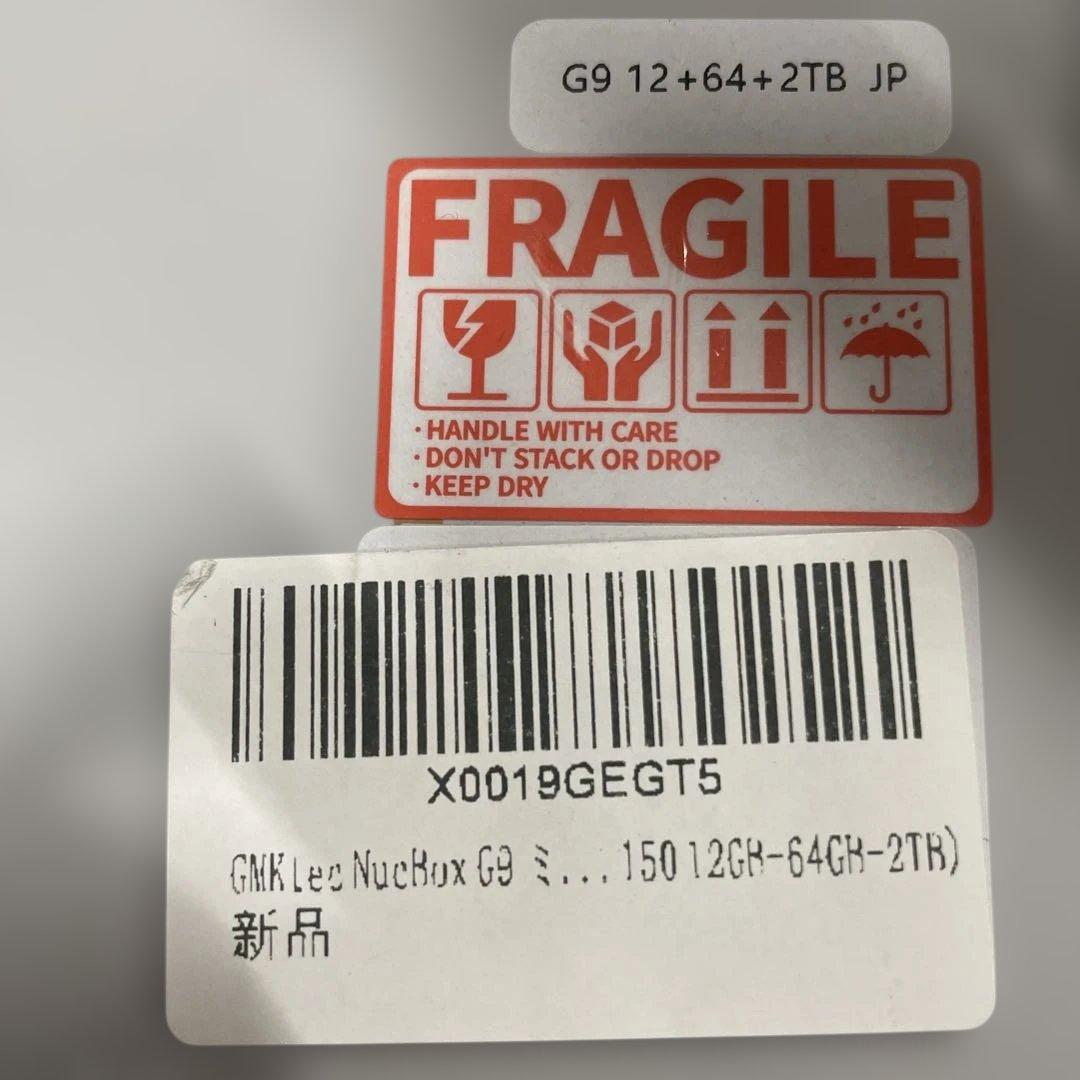 G9 12+64+2TB JP
FRAGILE
・HANDLE WITH CARE
・DON'T STACK OR DROP
・KEEP DRY
X0019GEGT5
GMKtec NucBox G9 ミ...150 12GB-64GB-2TB)
新品